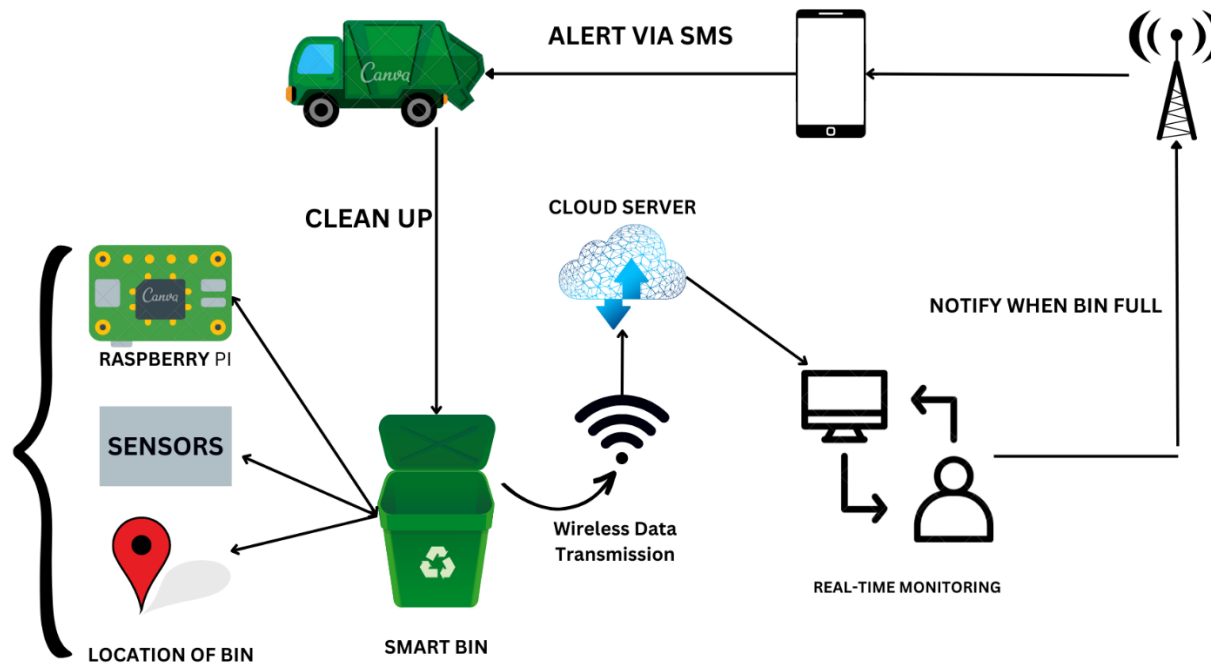 ALERT VIA SMS
Canva
CLEAN UP
CLOUD SERVER
Canva
NOTIFY WHEN BIN FULL
RASPBERRY PI
SENSORS
Wireless Data
Transmission
REAL-TIME MONITORING
SMART BIN
LOCATION OF BIN